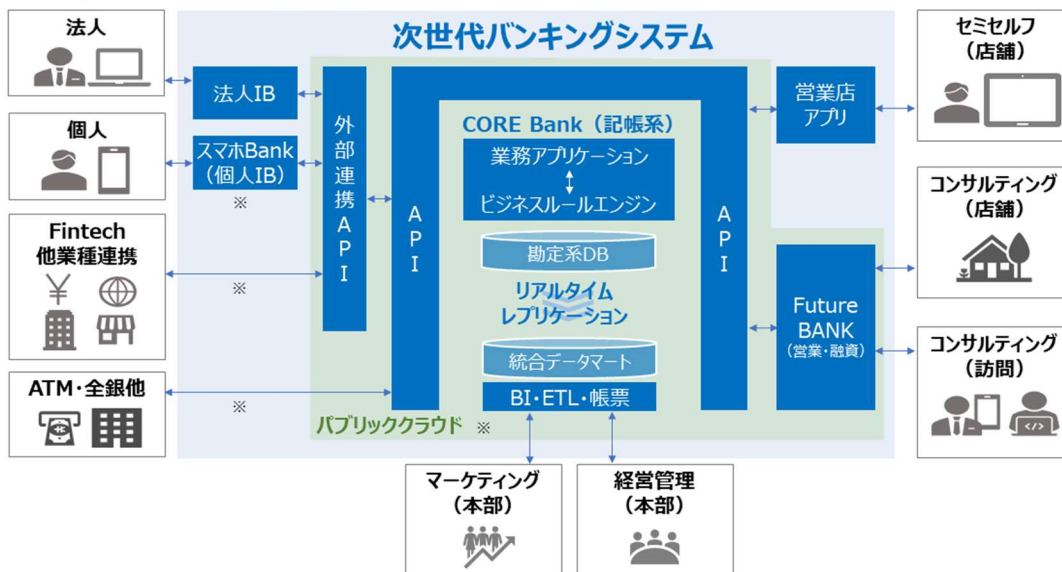 次世代バンキングシステム
法人
個人
Fintech
他業種連携
ATM・全銀他
法人IB
スマホBank
(個人IB)
※
※
※
外部連携API
API
CORE Bank（記帳系）
業務アプリケーション
ビジネスルールエンジン
勘定系DB
リアルタイム
レプリケーション
統合データマート
BI・ETL・帳票
パブリッククラウド ※
API
営業店
アプリ
Future
BANK
(営業・融資)
セミセルフ
（店舗）
コンサルティング
（店舗）
コンサルティング
（訪問）
マーケティング
（本部）
経営管理
（本部）